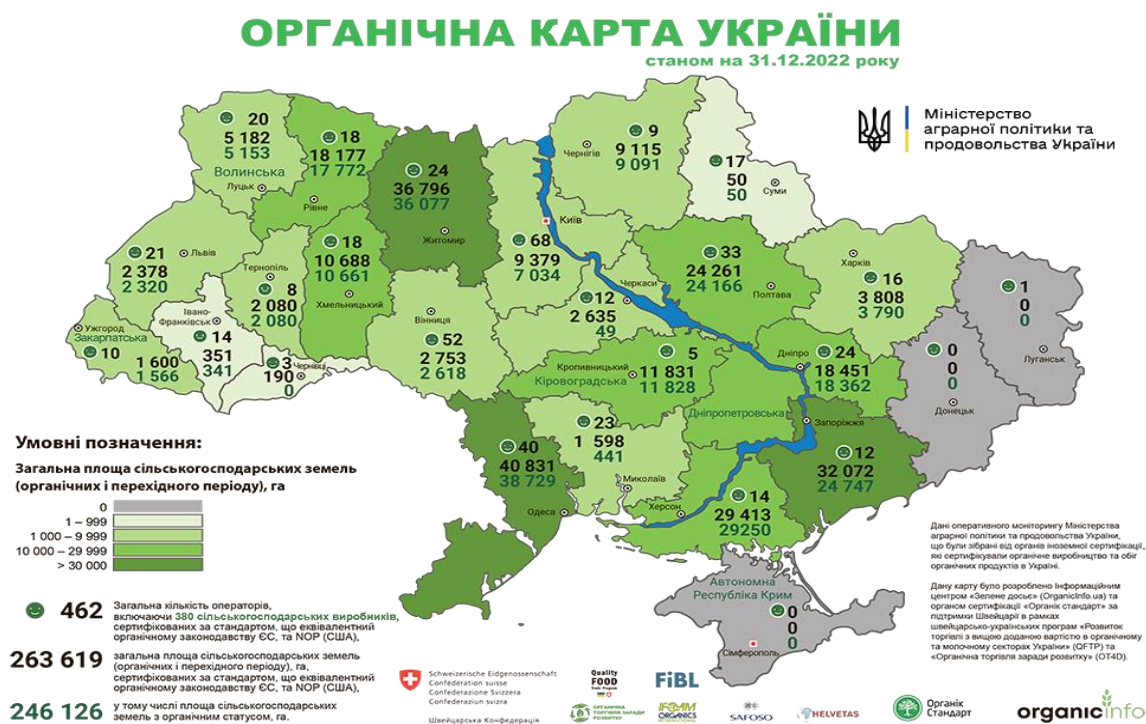 ОРГАНІЧНА КАРТА УКРАЇНИ
станом на 31.12.2022 року
Міністерство
аграрної політики та
продовольства України
20
5 182
5 153
Волинська
Луцьк
18
18 177
17 772
Рівне
24
36 796
36 077
Житомир
9
9 115
9 091
Чернігів
17
50
50
Суми
Київ
68
9 379
7 034
21
2 378
2 320
Львів
Тернопіль
8
2 080
2 080
18
10 688
10 661
Хмельницький
33
24 261
24 166
Полтава
Харків
16
3 808
3 790
1
0
0
Луганськ
Черкаси
12
2 635
49
Вінниця
52
2 753
2 618
Івано-
Франківськ
14
351
341
Ужгород
Закарпатська
10
1 600
1 566
3
190
0
Чернівці
5
Кропивницький
11 831
Кіровоградська
11 828
Дніпро
24
18 451
18 362
Дніпропетровська
0
0
0
Донецьк
Запоріжжя
12
32 072
24 747
23
1 598
441
Миколаїв
40
40 831
38 729
Одеса
14
Херсон
29 413
29250
Автономна
Республіка Крим
0
0
0
Сімферополь
Умовні позначення:
Загальна площа сільськогосподарських земель
(органічних і перехідного періоду), га
0
1 – 999
1 000 – 9 999
10 000 – 29 999
> 30 000
462
Загальна кількість операторів,
включаючи 380 сільськогосподарських виробників,
сертифікованих за стандартом, що еквівалентний
органічному законодавству ЄС, та NOP (США),
263 619
загальна площа сільськогосподарських земель
(органічних і перехідного періоду), га,
сертифікованих за стандартом, що еквівалентний
органічному законодавству ЄС, та NOP (США),
246 126
у тому числі площа сільськогосподарських
земель з органічним статусом, га.
Дані оперативного моніторингу Міністерства
аграрної політики та продовольства України,
що були зібрані від органів іноземної сертифікації,
які сертифікували органічне виробництво та обіг
органічних продуктів в Україні.
Дану карту було розроблено Інформаційним
центром «Зелене досьє» (OrganicInfo.ua) та
органом сертифікації «Органік стандарт» за
підтримки Швейцарії в рамках
швейцарсько-українських програм «Розвиток
торгівлі з вищою доданою вартістю в органічному
та молочному секторах України» (QFTP) та
«Органічна торгівля заради розвитку» (OT4D).
Schweizerische Eidgenossenschaft
Confédération suisse
Confederazione Svizzera
Confederaziun svizra
Швейцарська Конфедерація
Quality
FOOD
Trade Program
FiBL
ОРГАНІЧНА
ТОРГІВЛЯ ЗАРАДИ
РОЗВИТКУ
IFOAM
ORGANICS
INTERNATIONAL
SAFOSO
HELVETAS
Органік
Стандарт
organicinfo